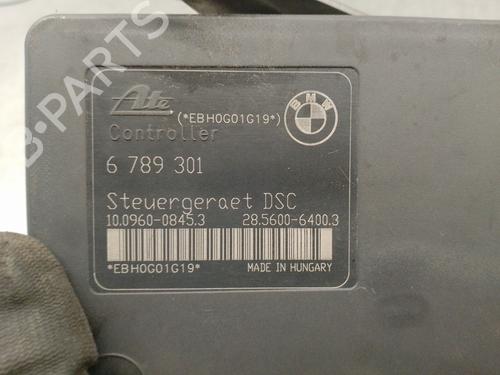 Ate
(*EBH0G01G19*)
BMW
Controller
6 789 301
Steuergeraet DSC
10.0960-0845.3 28.5600-6400.3
*EBH0G01G19* MADE IN HUNGARY